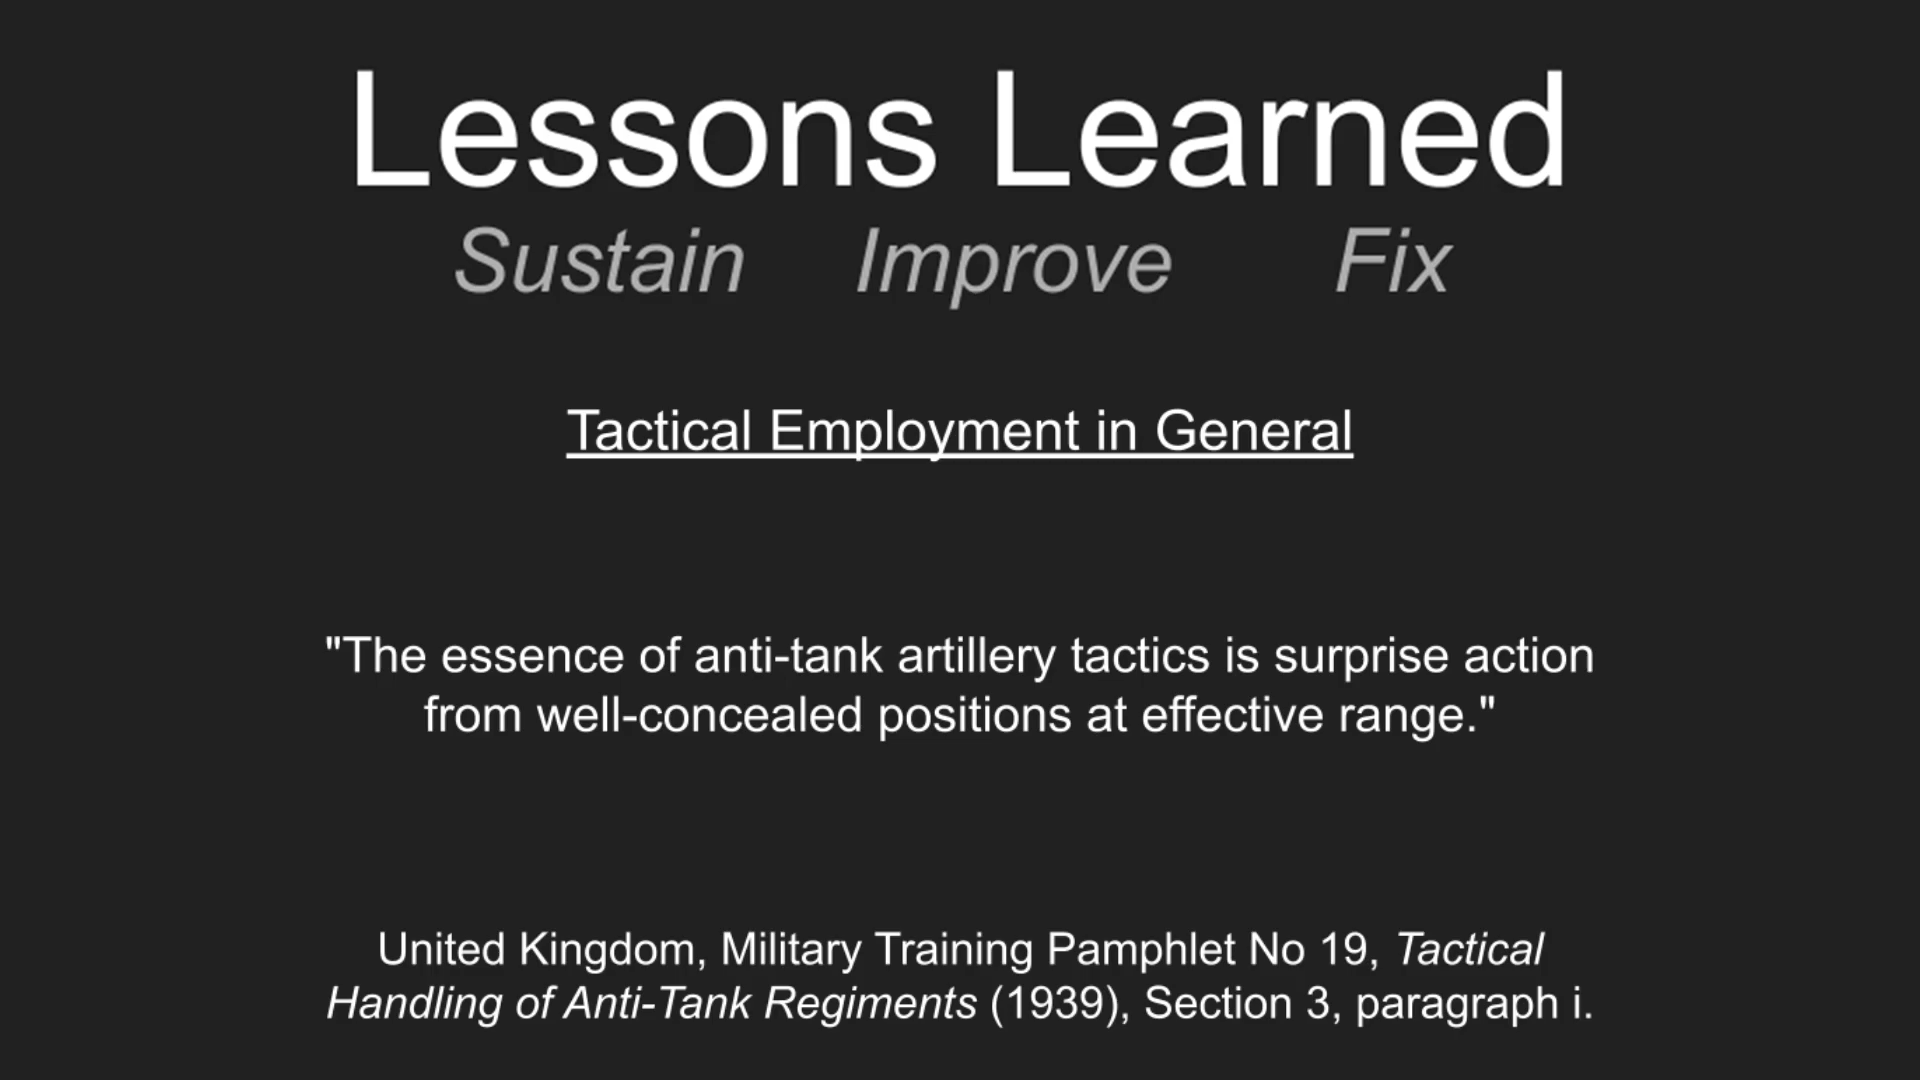 Lessons Learned
Sustain Improve Fix
Tactical Employment in General
"The essence of anti-tank artillery tactics is surprise action
from well-concealed positions at effective range."
United Kingdom, Military Training Pamphlet No 19, Tactical
Handling of Anti-Tank Regiments (1939), Section 3, paragraph i.